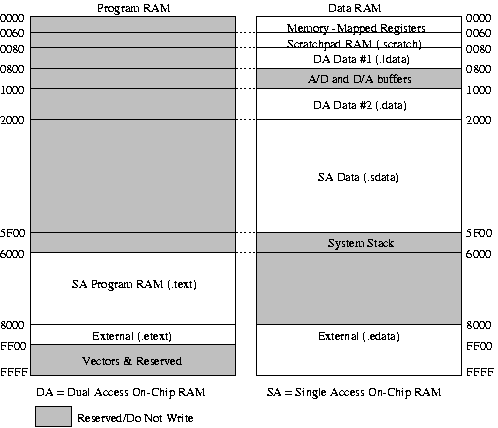 Program RAM Data RAM
0000 0000
Memory-Mapped Registers
0060 0060
Scratchpad RAM (.scratch)
0080 0080
DA Data #1 (.ldata)
0800 0800
A/D and D/A buffers
1000 1000
DA Data #2 (.data)
2000 2000
SA Data (.sdata)
5F00 5F00
System Stack
6000 6000
SA Program RAM (.text)
8000 8000
External (.etext) External (.edata)
FF00 FF00
Vectors & Reserved
FFFF FFFF
DA = Dual Access On-Chip RAM SA = Single Access On-Chip RAM
Reserved/Do Not Write